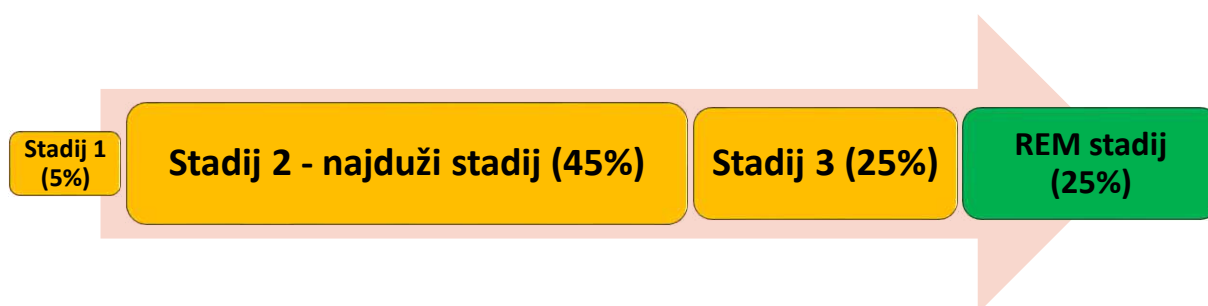 Stadij 1
(5%)
Stadij 2 - najduži stadij (45%)
Stadij 3 (25%)
REM stadij
(25%)